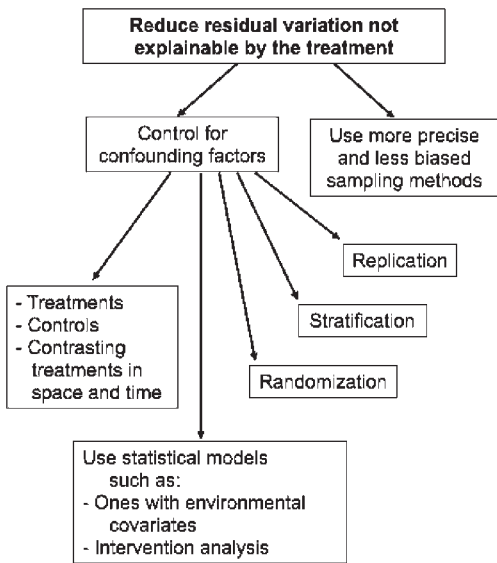 Reduce residual variation not
explainable by the treatment
Control for
confounding factors
Use more precise
and less biased
sampling methods
Replication
- Treatments
- Controls
- Contrasting
treatments in
space and time
Stratification
Randomization
Use statistical models
such as:
- Ones with environmental
covariates
- Intervention analysis